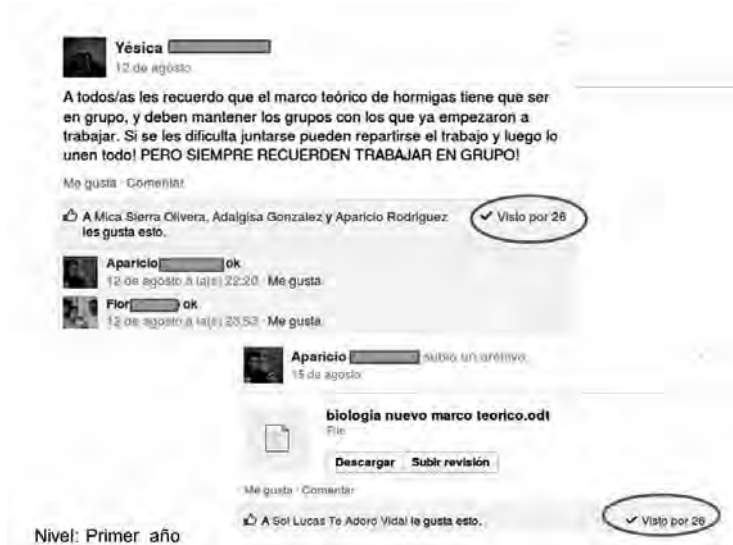 Yésica
12 de agosto
A todos/as les recuerdo que el marco teórico de hormigas tiene que ser
en grupo, y deben mantener los grupos con los que ya empezaron a
trabajar. Si se les dificulta juntarse pueden repartirse el trabajo y luego lo
unen todo! PERO SIEMPRE RECUERDEN TRABAJAR EN GRUPO!
Me gusta · Comentar
A Mica Sierra Olivera, Adalgisa Gonzalez y Aparicio Rodriguez
les gusta esto.
✓ Visto por 26
Aparicio ok
12 de agosto a la(s) 22:20 · Me gusta
Flor ok
12 de agosto a la(s) 23:53 · Me gusta
Aparicio subió un archivo.
15 de agosto
biologia nuevo marco teorico.odt
File
Descargar Subir revisión
Me gusta · Comentar
A Sol Lucas Te Adoro Vidal le gusta esto.
✓ Visto por 26
Nivel: Primer año